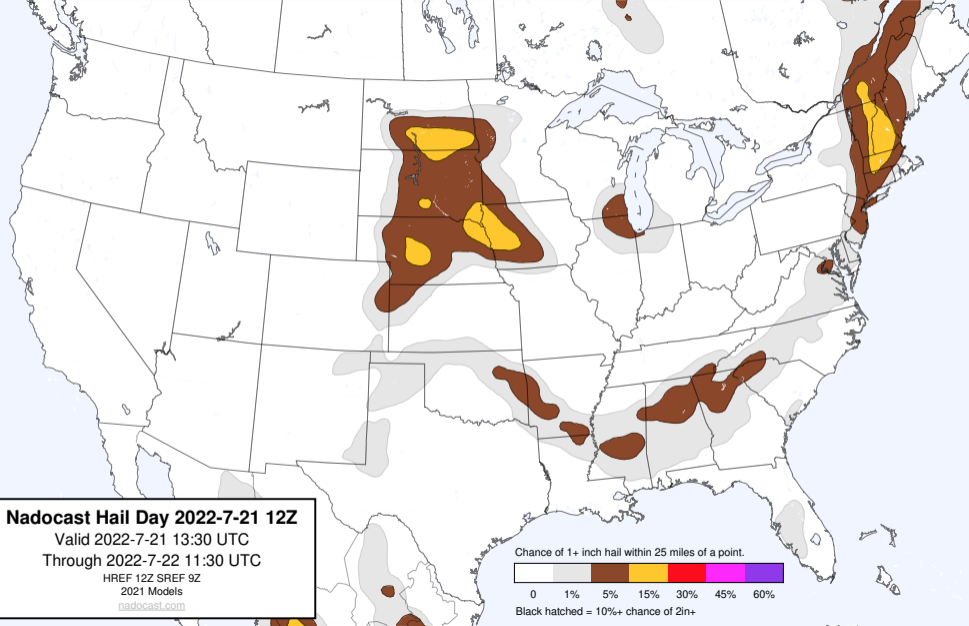 Nadocast Hail Day 2022-7-21 12Z
Valid 2022-7-21 13:30 UTC
Through 2022-7-22 11:30 UTC
HREF 12Z SREF 9Z
2021 Models
nadocast.com
Chance of 1+ inch hail within 25 miles of a point.
0 1% 5% 15% 30% 45% 60%
Black hatched = 10%+ chance of 2in+